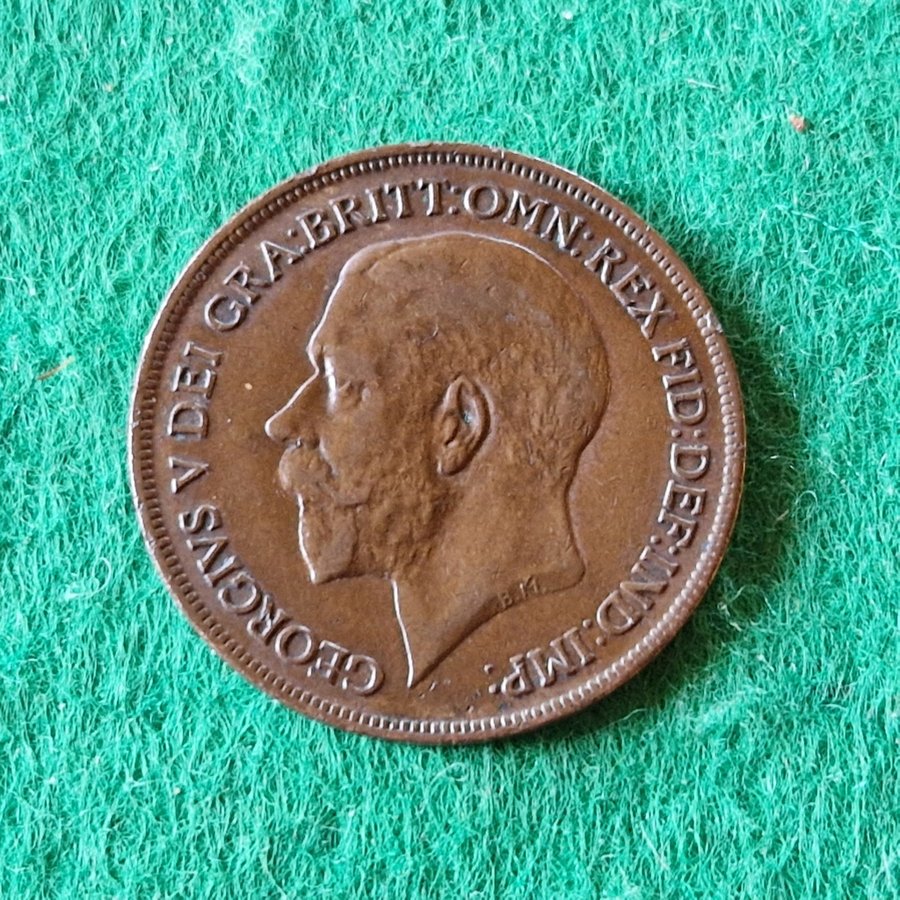 GEORGIVS V DEI GRA:BRITT:OMN:REX FID:DEF:IND:IMP:
B.M.